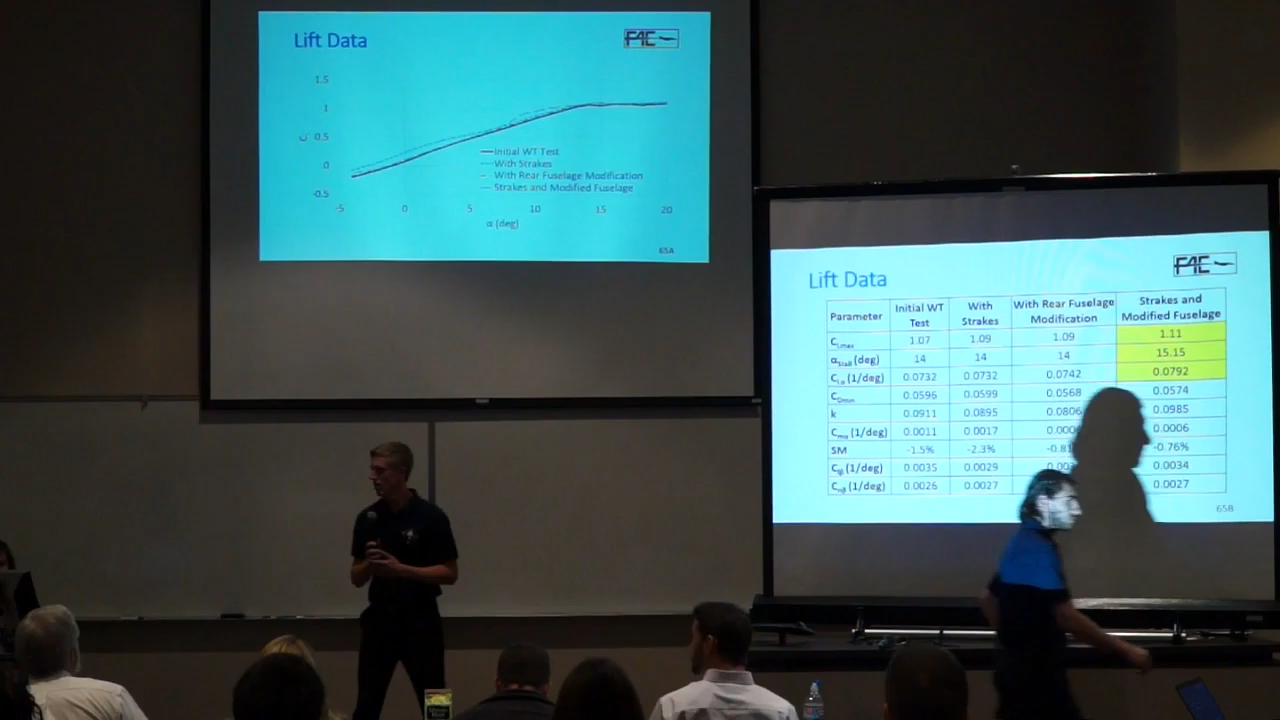 Lift Data
FAE
1.5
1
0.5
0
-0.5
-5 0 5 10 15 20
α (deg)
Initial WT Test
With Strakes
With Rear Fuselage Modification
Strakes and Modified Fuselage
65A
Lift Data
FAE
Parameter Initial WT Test With Strakes With Rear Fuselage Modification Strakes and Modified Fuselage
CLmax 1.07 1.09 1.09 1.11
αStall (deg) 14 14 14 15.15
CLα (1/deg) 0.0732 0.0732 0.0742 0.0792
CDmin 0.0596 0.0599 0.0568 0.0574
k 0.0911 0.0895 0.0806 0.0985
Cmα (1/deg) 0.0011 0.0017 0.0006
SM -1.5% -2.3% -0.76%
(1/deg) 0.0035 0.0029 0.0034
Cnβ (1/deg) 0.0026 0.0027 0.0027
65B